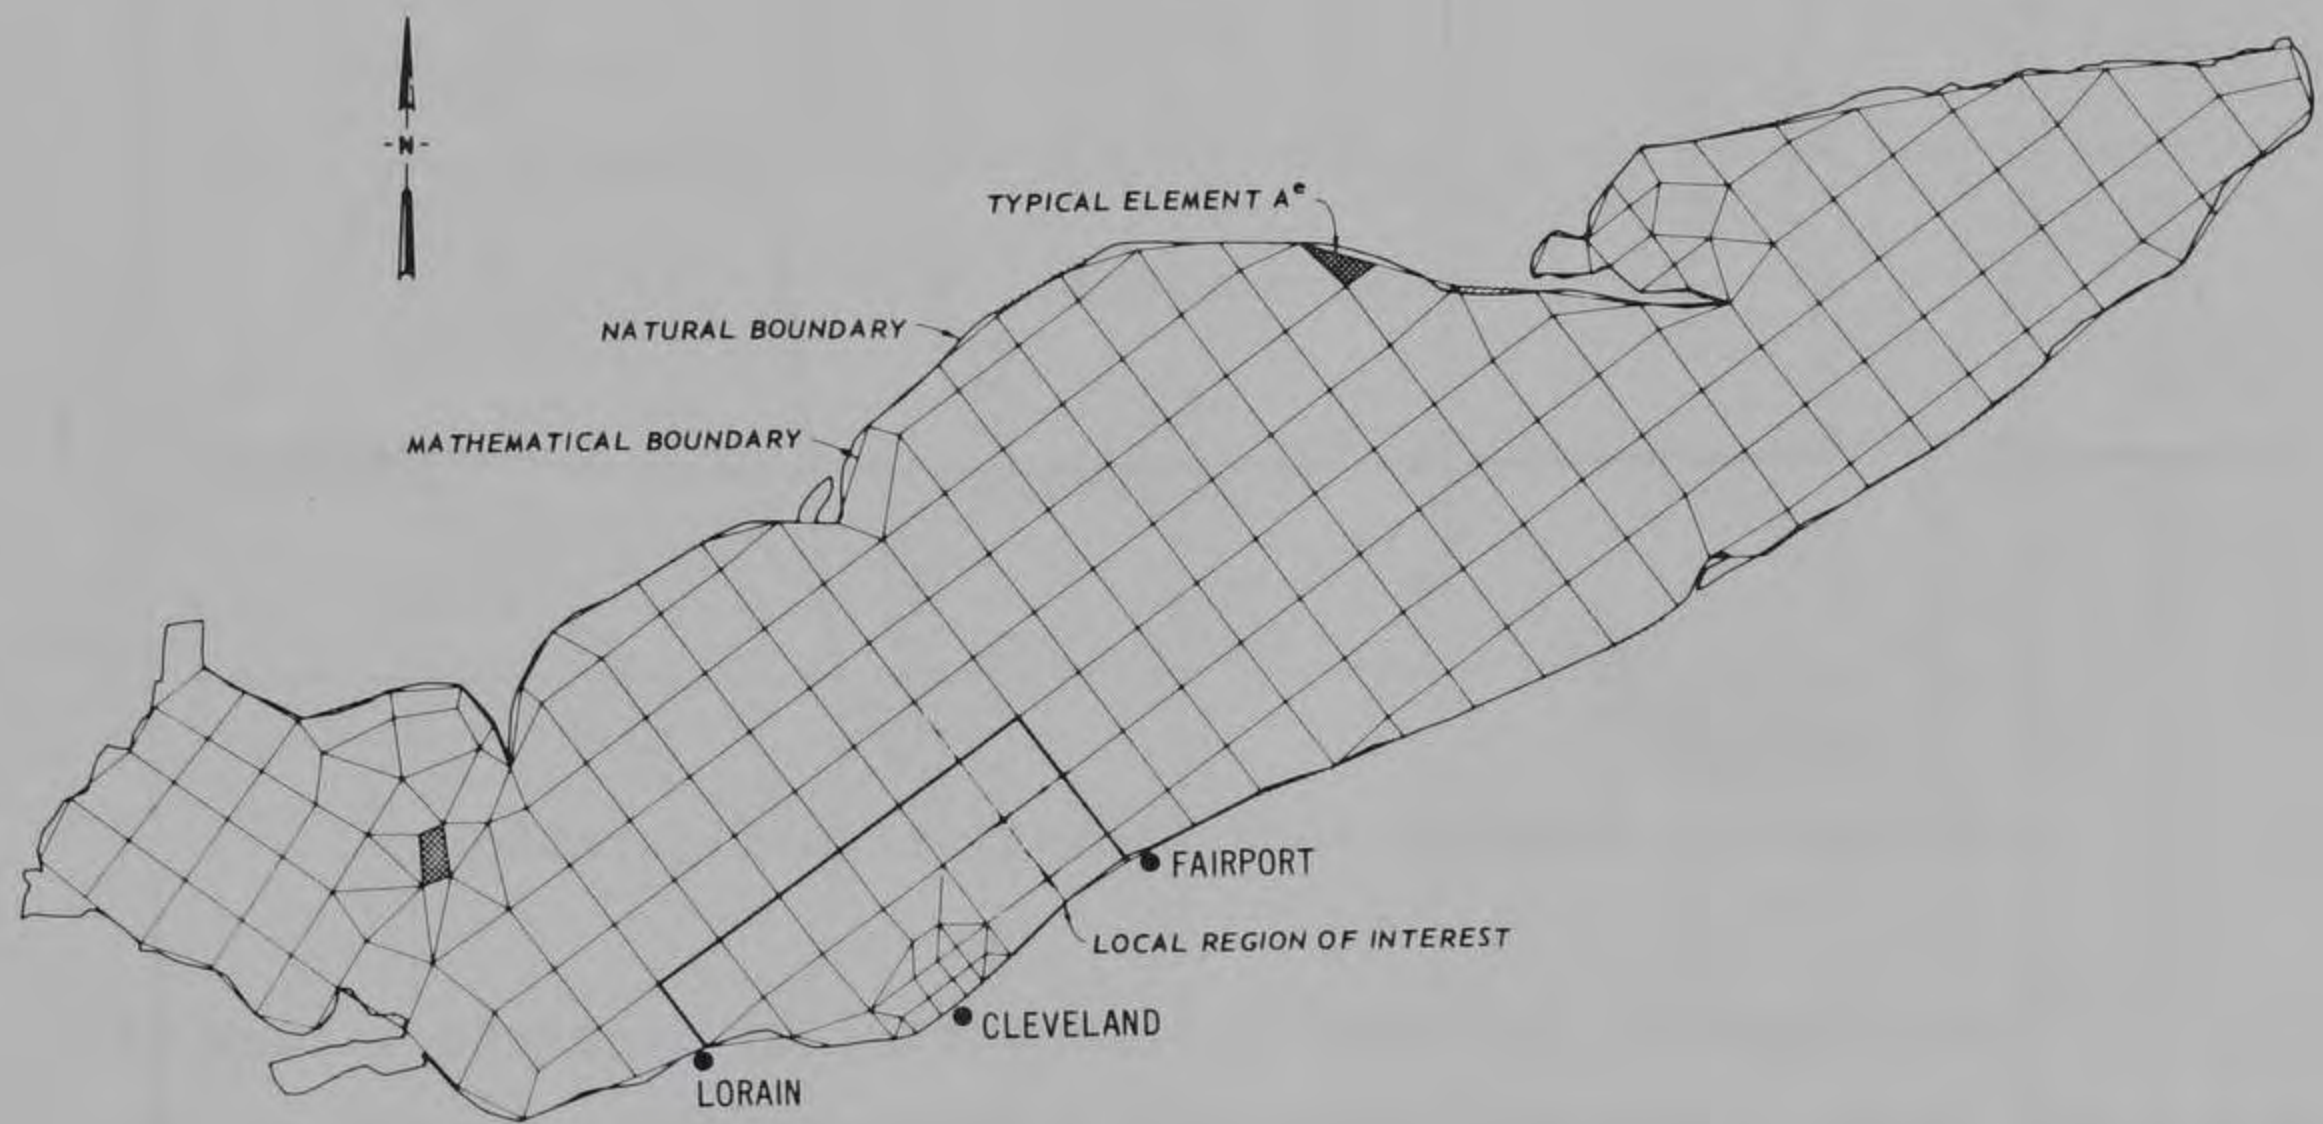 -N-
TYPICAL ELEMENT Aᵉ
NATURAL BOUNDARY
MATHEMATICAL BOUNDARY
FAIRPORT
LOCAL REGION OF INTEREST
CLEVELAND
LORAIN